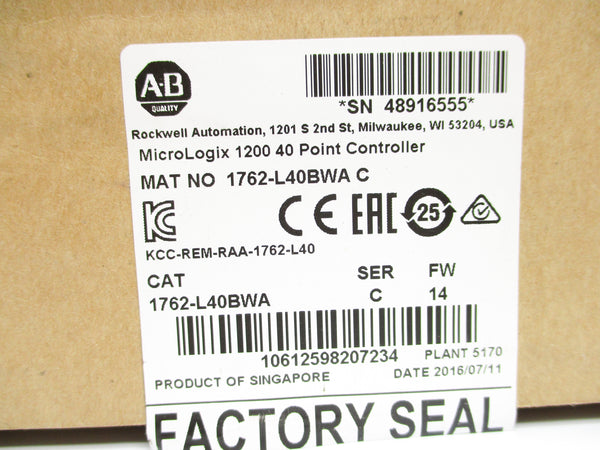 A-B
QUALITY
*SN 48916555*
Rockwell Automation, 1201 S 2nd St, Milwaukee, WI 53204, USA
MicroLogix 1200 40 Point Controller
MAT NO 1762-L40BWA C
CE EAC 25
KCC-REM-RAA-1762-L40
CAT SER FW
1762-L40BWA C 14
10612598207234 PLANT 5170
PRODUCT OF SINGAPORE DATE 2016/07/11
FACTORY SEAL